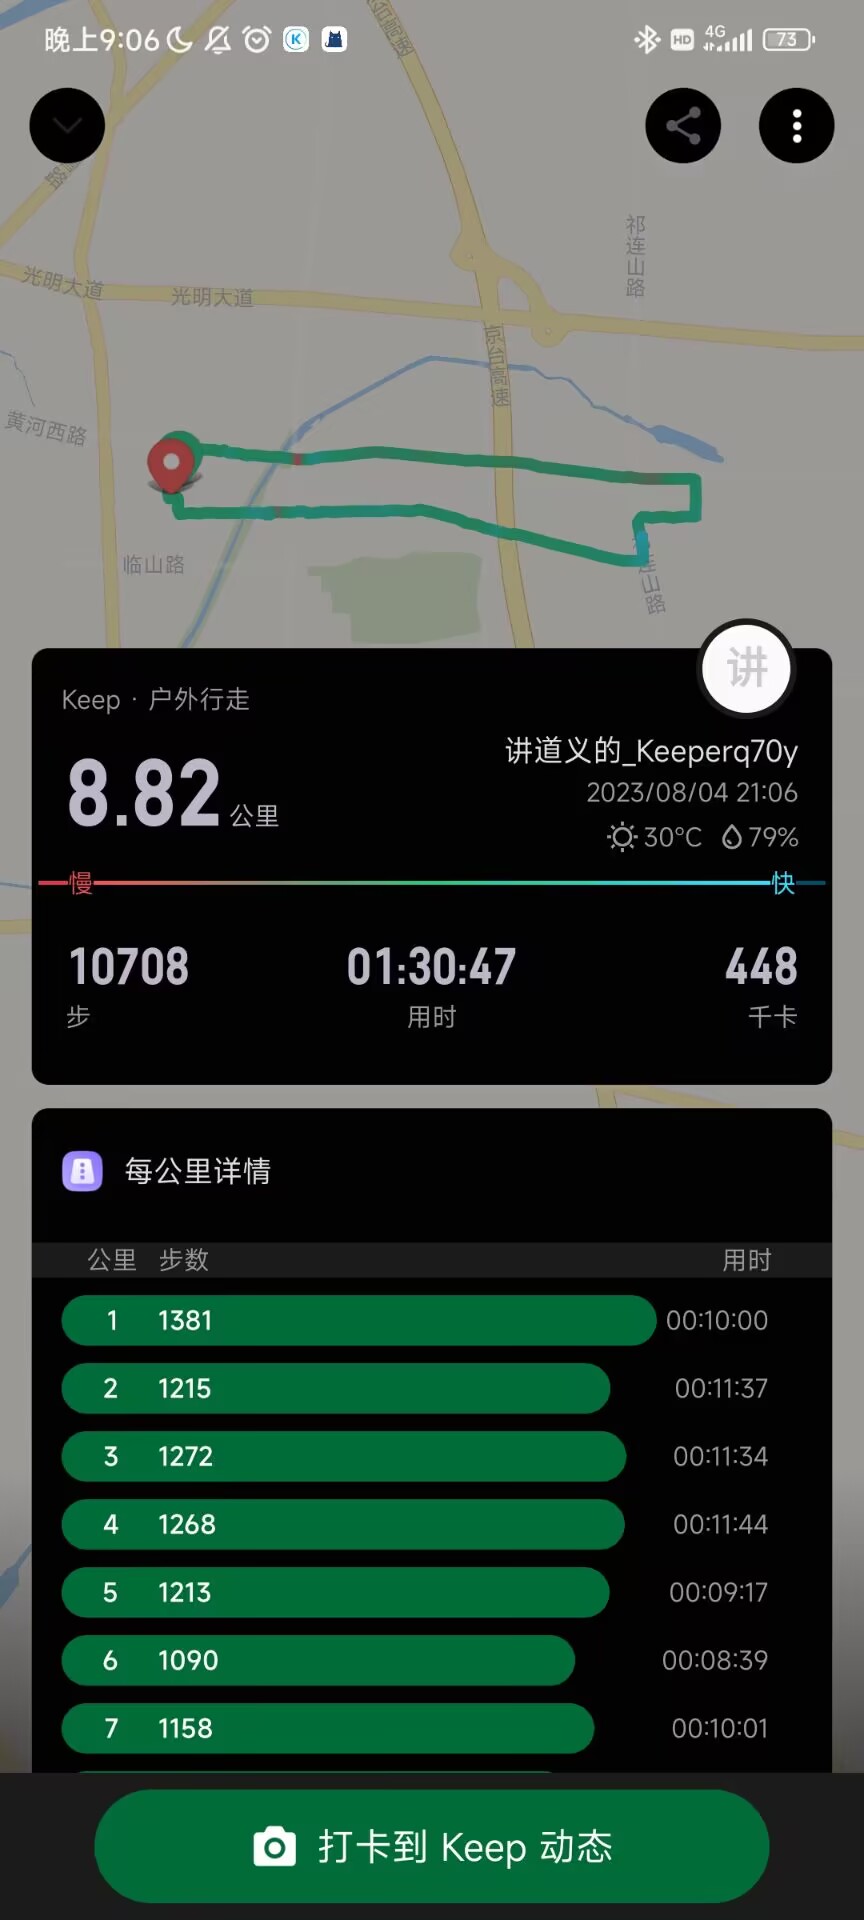 晚上9:06
4G
HD
73
祁连山路
光明大道
光明大道
京台高速
黄河西路
临山路
祁连山路
讲
Keep · 户外行走
讲道义的_Keeperq70y
8.82 公里
2023/08/04 21:06
30°C 79%
慢 快
10708 01:30:47 448
步 用时 千卡
每公里详情
公里 步数 用时
1 1381 00:10:00
2 1215 00:11:37
3 1272 00:11:34
4 1268 00:11:44
5 1213 00:09:17
6 1090 00:08:39
7 1158 00:10:01
打卡到 Keep 动态